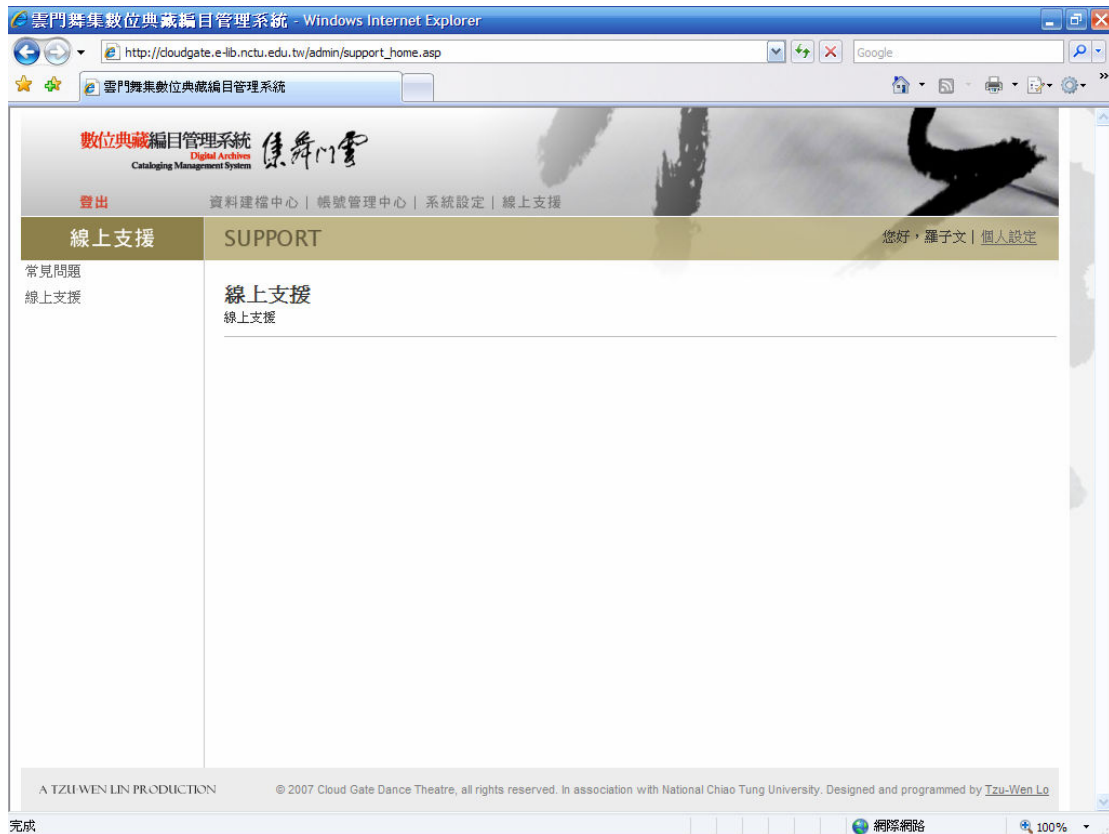 雲門舞集數位典藏編目管理系統 - Windows Internet Explorer
http://cloudgate.e-lib.nctu.edu.tw/admin/support_home.asp
Google
雲門舞集數位典藏編目管理系統
數位典藏編目管理系統
Digital Archives
Cataloging Management System
集舞門雲
登出
資料建檔中心 | 帳號管理中心 | 系統設定 | 線上支援
線上支援
SUPPORT
您好,羅子文 | 個人設定
常見問題
線上支援
線上支援
線上支援
A TZU-WEN LIN PRODUCTION
© 2007 Cloud Gate Dance Theatre, all rights reserved. In association with National Chiao Tung University. Designed and programmed by Tzu-Wen Lo
完成
網際網路
100%